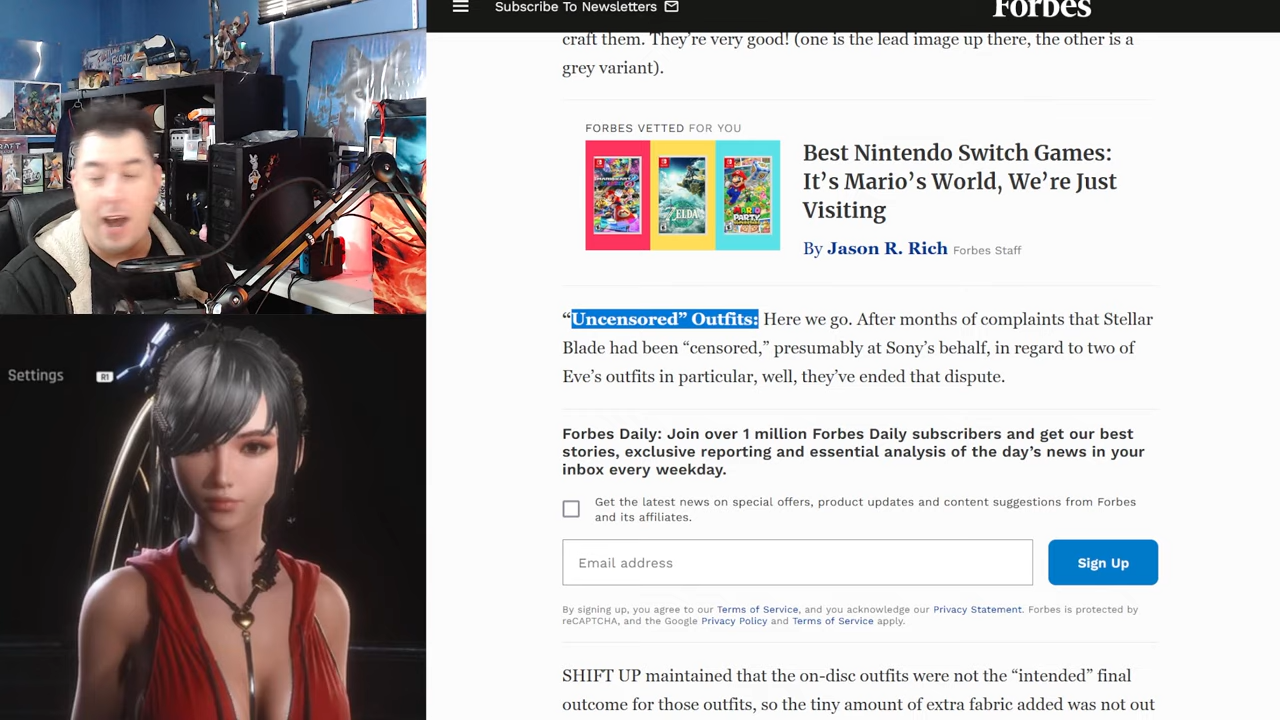 Subscribe To Newsletters
Forbes
craft them. They’re very good! (one is the lead image up there, the other is a
grey variant).
FORBES VETTED FOR YOU
Best Nintendo Switch Games:
It’s Mario’s World, We’re Just
Visiting
By Jason R. Rich Forbes Staff
ZELDA
“Uncensored” Outfits: Here we go. After months of complaints that Stellar
Blade had been “censored,” presumably at Sony’s behalf, in regard to two of
Eve’s outfits in particular, well, they’ve ended that dispute.
Settings
R1
Forbes Daily: Join over 1 million Forbes Daily subscribers and get our best
stories, exclusive reporting and essential analysis of the day’s news in your
inbox every weekday.
Get the latest news on special offers, product updates and content suggestions from Forbes
and its affiliates.
Email address
Sign Up
By signing up, you agree to our Terms of Service, and you acknowledge our Privacy Statement. Forbes is protected by
reCAPTCHA, and the Google Privacy Policy and Terms of Service apply.
SHIFT UP maintained that the on-disc outfits were not the “intended” final
outcome for those outfits, so the tiny amount of extra fabric added was not out